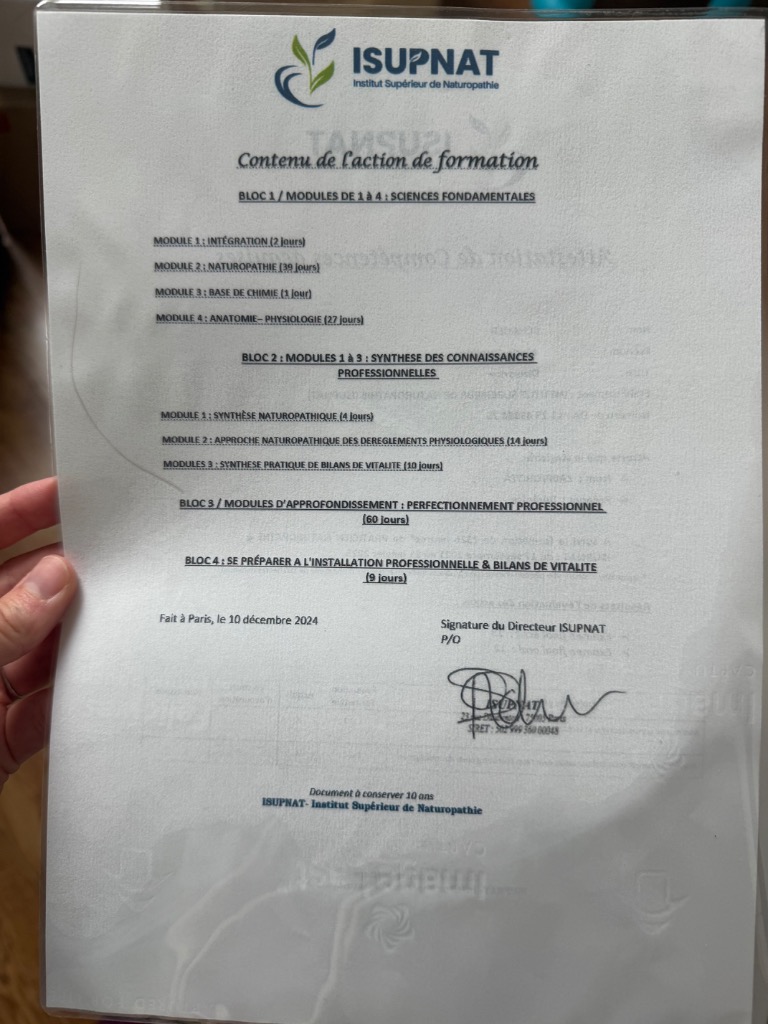 ISUPNAT
Institut Supérieur de Naturopathie
Contenu de l'action de formation
BLOC 1 / MODULES DE 1 à 4 : SCIENCES FONDAMENTALES
MODULE 1 : INTÉGRATION (2 jours)
MODULE 2 : NATUROPATHIE (39 jours)
MODULE 3 : BASE DE CHIMIE (1 jour)
MODULE 4 : ANATOMIE– PHYSIOLOGIE (27 jours)
BLOC 2 : MODULES 1 à 3 : SYNTHESE DES CONNAISSANCES
PROFESSIONNELLES
MODULE 1 : SYNTHÈSE NATUROPATHIQUE (4 jours)
MODULE 2 : APPROCHE NATUROPATHIQUE DES DEREGLEMENTS PHYSIOLOGIQUES (14 jours)
MODULES 3 : SYNTHESE PRATIQUE DE BILANS DE VITALITE (10 jours)
BLOC 3 / MODULES D'APPROFONDISSEMENT : PERFECTIONNEMENT PROFESSIONNEL
(60 jours)
BLOC 4 : SE PRÉPARER A L'INSTALLATION PROFESSIONNELLE & BILANS DE VITALITE
(9 jours)
Fait à Paris, le 10 décembre 2024
Signature du Directeur ISUPNAT
P/O
ISUPNAT
SIRET :
Document à conserver 10 ans
ISUPNAT- Institut Supérieur de Naturopathie